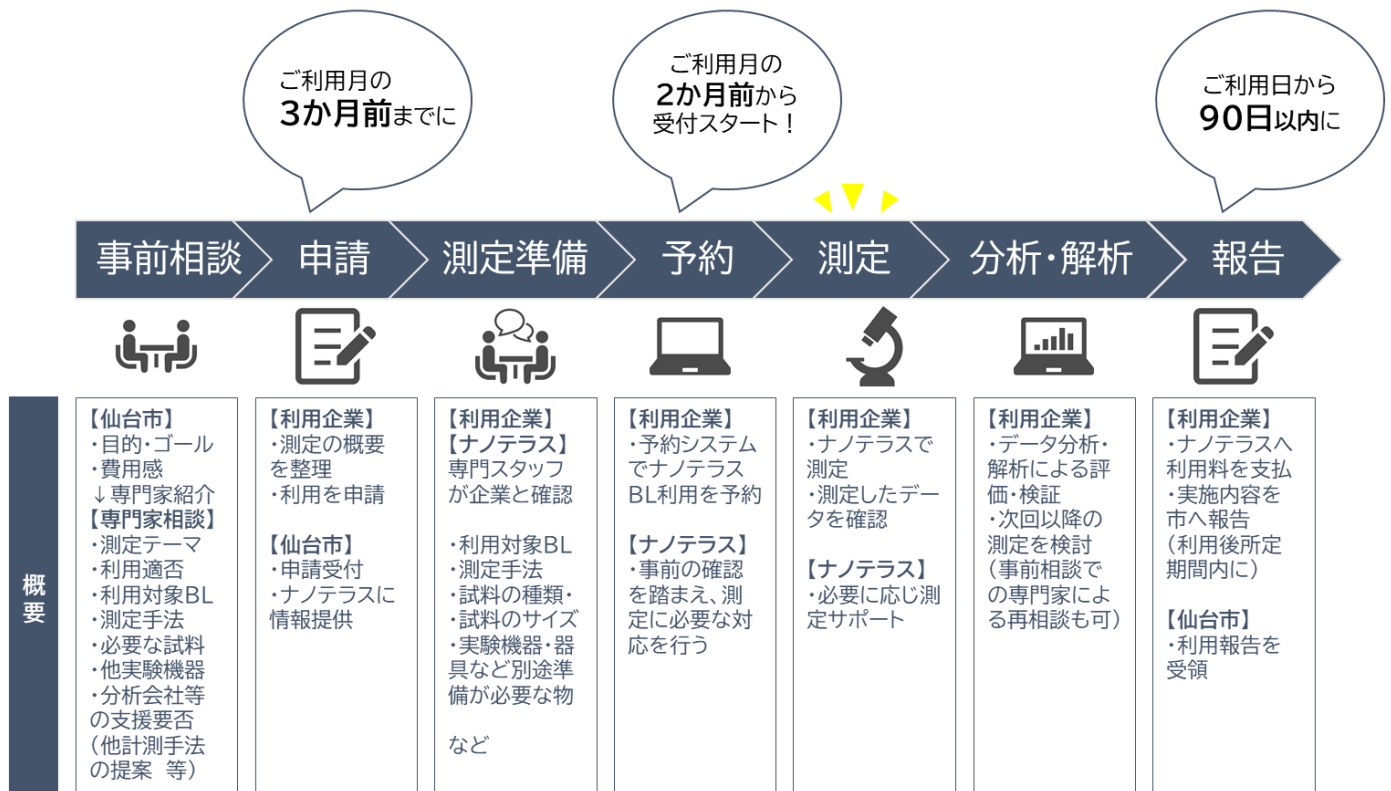 ご利用月の
3か月前までに
ご利用月の
2か月前から
受付スタート！
ご利用日から
90日以内に
事前相談
申請
測定準備
予約
測定
分析・解析
報告
概要
【仙台市】
・目的・ゴール
・費用感
↓専門家紹介
【専門家相談】
・測定テーマ
・利用適否
・利用対象BL
・測定手法
・必要な試料
・他実験機器
・分析会社等
の支援要否
（他計測手法
の提案 等）
【利用企業】
・測定の概要
を整理
・利用を申請
【仙台市】
・申請受付
・ナノテラスに
情報提供
【利用企業】
【ナノテラス】
専門スタッフ
が企業と確認
・利用対象BL
・測定手法
・試料の種類・
・試料のサイズ
・実験機器・器
具など別途準
備が必要な物
など
【利用企業】
・予約システム
でナノテラス
BL利用を予約
【ナノテラス】
・事前の確認
を踏まえ、測
定に必要な対
応を行う
【利用企業】
・ナノテラスで
測定
・測定したデー
タを確認
【ナノテラス】
・必要に応じ測
定サポート
【利用企業】
・データ分析・
解析による評
価・検証
・次回以降の
測定を検討
（事前相談で
の専門家によ
る再相談も可）
【利用企業】
・ナノテラスへ
利用料を支払
・実施内容を
市へ報告
（利用後所定
期間内に）
【仙台市】
・利用報告を
受領